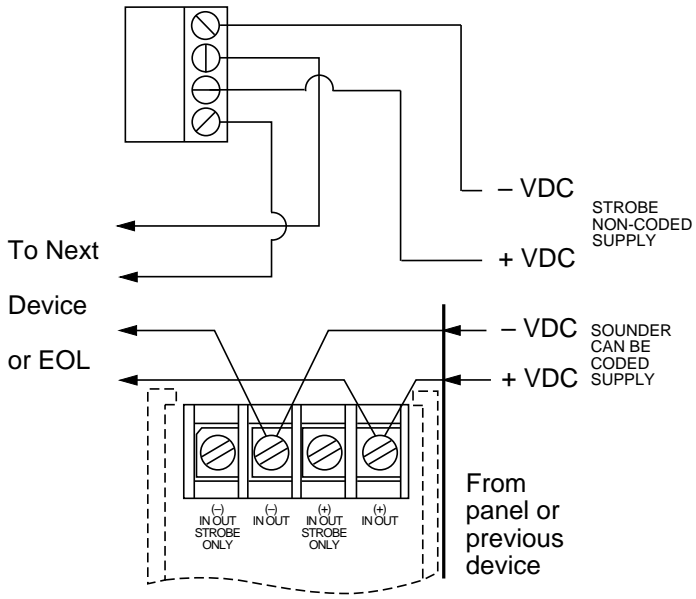 – VDC
STROBE
NON-CODED
SUPPLY
+ VDC
To Next
Device
or EOL
– VDC
SOUNDER
CAN BE
CODED
SUPPLY
+ VDC
(–)
IN OUT
STROBE
ONLY
(–)
IN OUT
(+)
IN OUT
STROBE
ONLY
(+)
IN OUT
From
panel or
previous
device